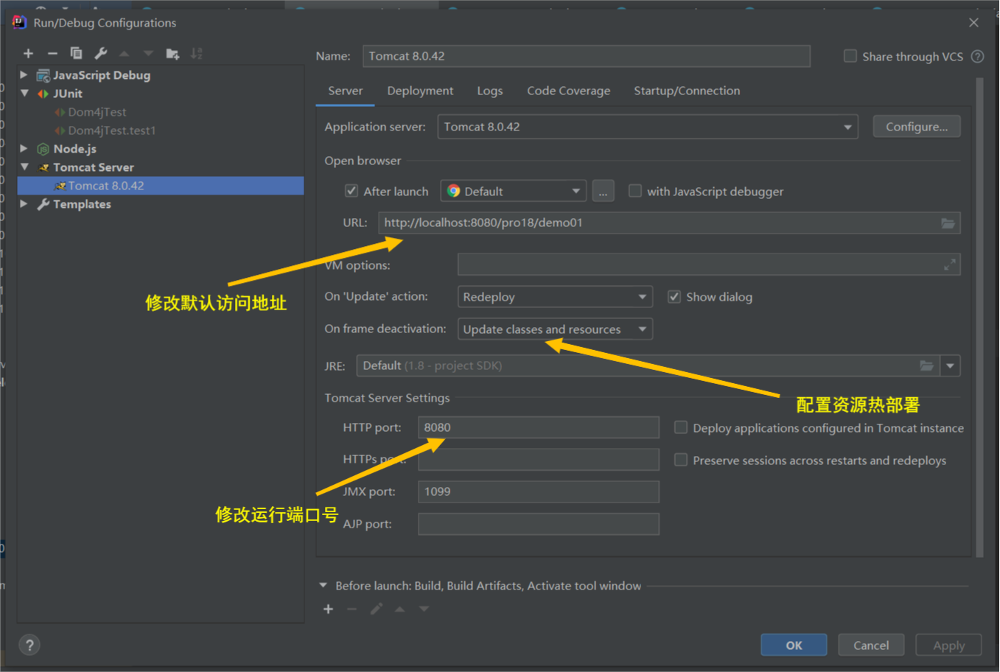 Run/Debug Configurations
Name: Tomcat 8.0.42
Share through VCS ?
JavaScript Debug
JUnit
Dom4jTest
Dom4jTest.test1
Node.js
Tomcat Server
Tomcat 8.0.42
Templates
Server Deployment Logs Code Coverage Startup/Connection
Application server: Tomcat 8.0.42 Configure...
Open browser
After launch Default ... with JavaScript debugger
URL: http://localhost:8080/pro18/demo01
VM options:
修改默认访问地址
On 'Update' action: Redeploy Show dialog
On frame deactivation: Update classes and resources
JRE: Default (1.8 - project SDK)
Tomcat Server Settings
配置资源热部署
HTTP port: 8080 Deploy applications configured in Tomcat instance
HTTPs port: Preserve sessions across restarts and redeploys
JMX port: 1099
修改运行端口号
AJP port:
Before launch: Build, Build Artifacts, Activate tool window
? OK Cancel Apply